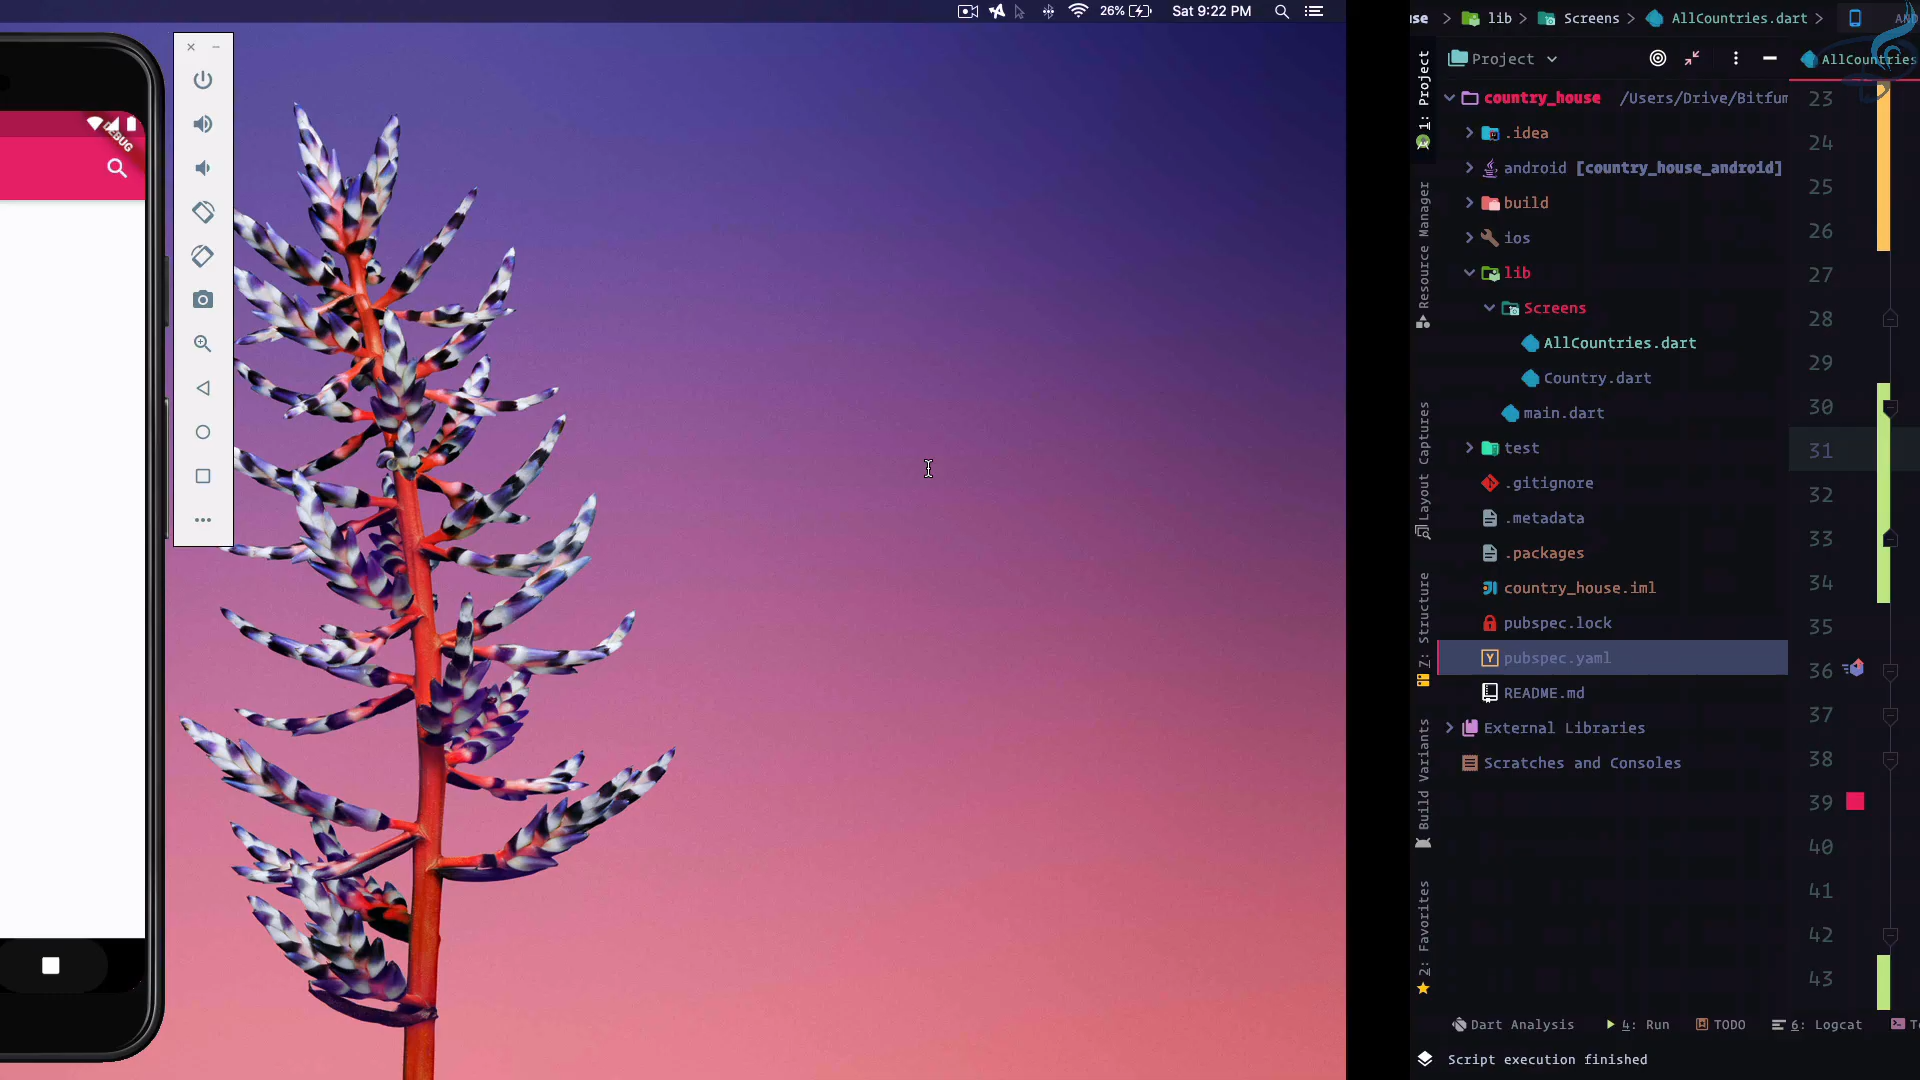 26%
Sat 9:22 PM
DEBUG
lib
Screens
AllCountries.dart
Project
AllCountries
1: Project
Resource Manager
Layout Captures
7: Structure
Build Variants
2: Favorites
country_house /Users/Drive/Bitfum
.idea
android [country_house_android]
build
ios
lib
Screens
AllCountries.dart
Country.dart
main.dart
test
.gitignore
.metadata
.packages
country_house.iml
pubspec.lock
pubspec.yaml
README.md
External Libraries
Scratches and Consoles
23
24
25
26
27
28
29
30
31
32
33
34
35
36
37
38
39
40
41
42
43
Dart Analysis
4: Run
TODO
6: Logcat
Script execution finished